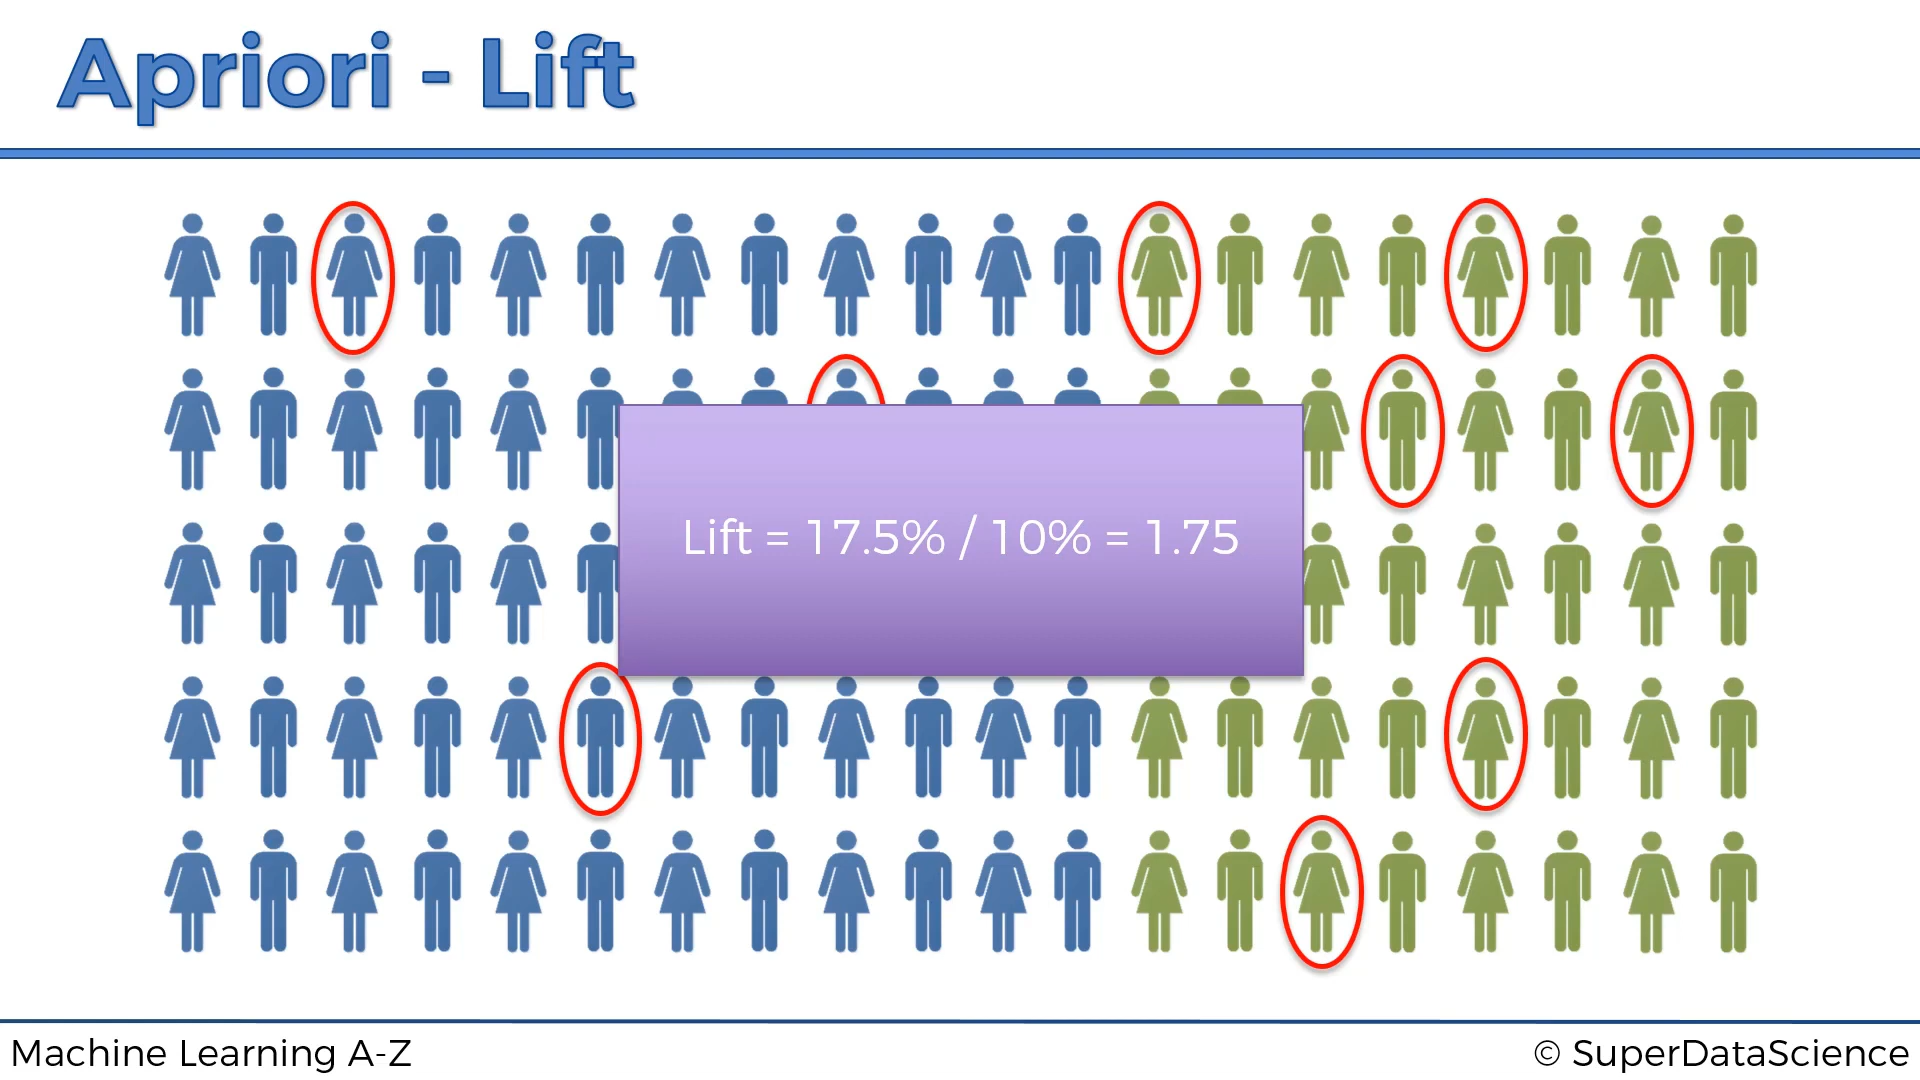 Apriori - Lift
Lift = 17.5% / 10% = 1.75
Machine Learning A-Z
© SuperDataScience